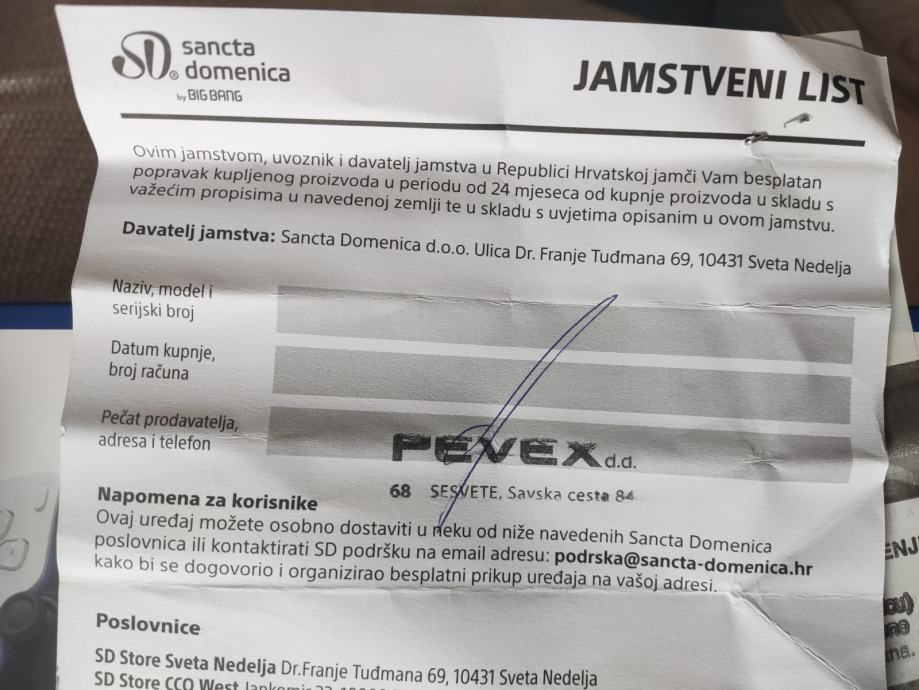 SD® sancta
domenica
by BIG BANG
JAMSTVENI LIST
Ovim jamstvom, uvoznik i davatelj jamstva u Republici Hrvatskoj jamči Vam besplatan
popravak kupljenog proizvoda u periodu od 24 mjeseca od kupnje proizvoda u skladu s
važećim propisima u navedenoj zemlji te u skladu s uvjetima opisanim u ovom jamstvu.
Davatelj jamstva: Sancta Domenica d.o.o. Ulica Dr. Franje Tuđmana 69, 10431 Sveta Nedelja
Naziv, model i
serijski broj
Datum kupnje,
broj računa
Pečat prodavatelja,
adresa i telefon
PEVEX d.d.
68 SESVETE, Savska cesta 84
Napomena za korisnike
Ovaj uređaj možete osobno dostaviti u neku od niže navedenih Sancta Domenica
poslovnica ili kontaktirati SD podršku na email adresu: podrska@sancta-domenica.hr
kako bi se dogovorio i organizirao besplatni prikup uređaja na vašoj adresi.
Poslovnice
SD Store Sveta Nedelja Dr.Franje Tuđmana 69, 10431 Sveta Nedelja
SD Store CCO West Jankomir